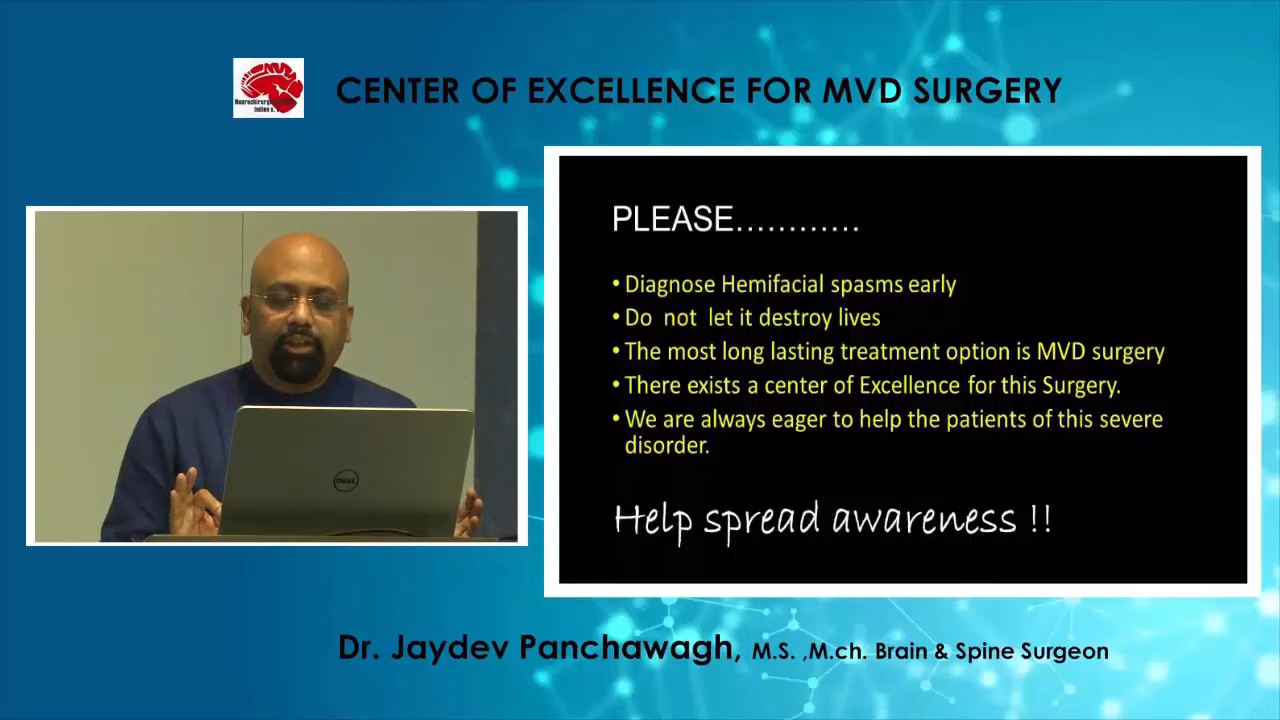 CENTER OF EXCELLENCE FOR MVD SURGERY
PLEASE............
• Diagnose Hemifacial spasms early
• Do not let it destroy lives
• The most long lasting treatment option is MVD surgery
• There exists a center of Excellence for this Surgery.
• We are always eager to help the patients of this severe
disorder.
Help spread awareness !!
DELL
Dr. Jaydev Panchawagh, M.S. ,M.ch. Brain & Spine Surgeon